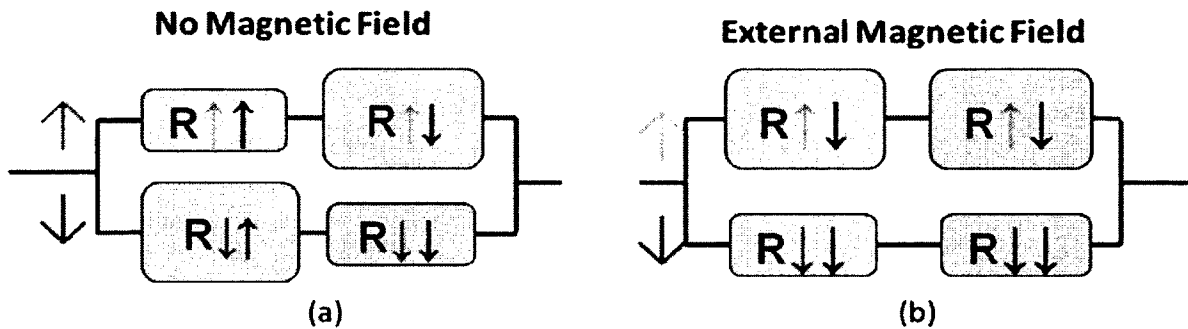 No Magnetic Field
External Magnetic Field
R↑↑
R↑↓
R↓↑
R↓↓
R↑↓
R↑↓
R↓↓
R↓↓
(a)
(b)